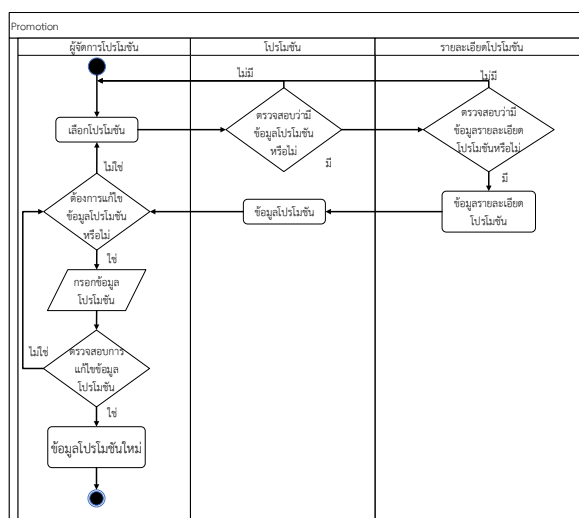 Promotion
ผู้จัดการโปรโมชัน
โปรโมชัน
รายละเอียดโปรโมชัน
ไม่มี
ไม่มี
เลือกโปรโมชัน
ตรวจสอบว่ามี
ข้อมูลโปรโมชัน
หรือไม่
ตรวจสอบว่ามี
ข้อมูลรายละเอียด
โปรโมชันหรือไม่
ไม่ใช่
มี
มี
ต้องการแก้ไข
ข้อมูลโปรโมชัน
หรือไม่
ข้อมูลโปรโมชัน
ข้อมูลรายละเอียด
โปรโมชัน
ใช่
กรอกข้อมูล
โปรโมชัน
ไม่ใช่
ตรวจสอบการ
แก้ไขข้อมูล
โปรโมชัน
ใช่
ข้อมูลโปรโมชันใหม่